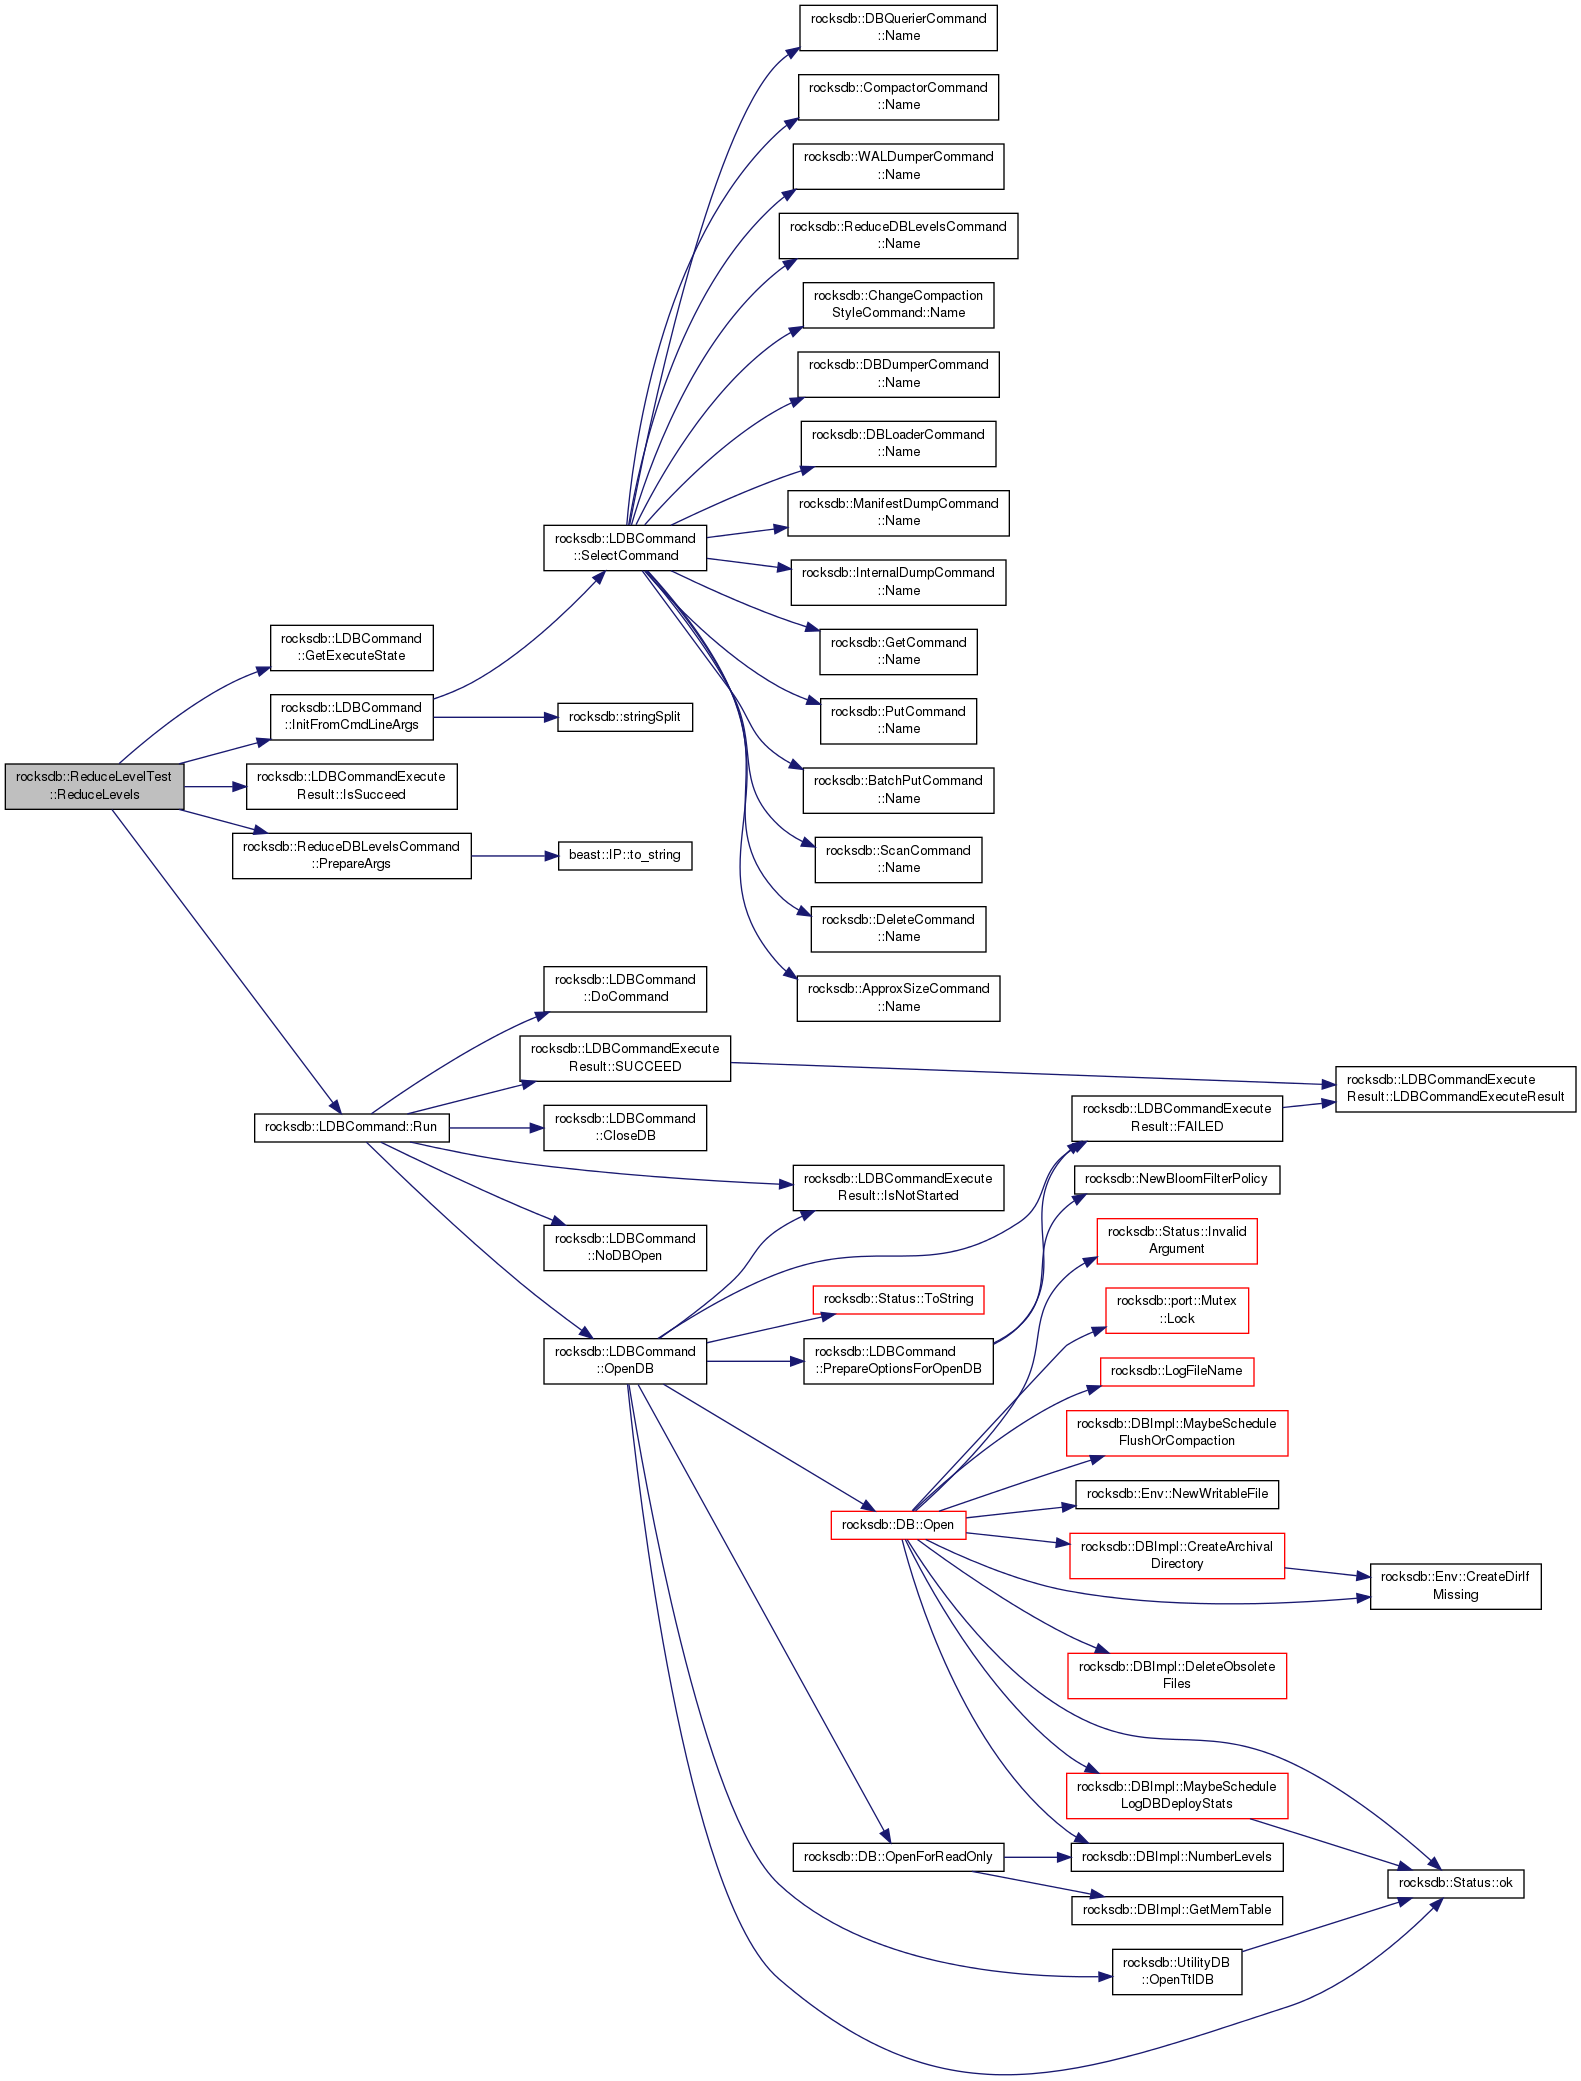 rocksdb::DBQuerierCommand
::Name
rocksdb::CompactorCommand
::Name
rocksdb::WALDumperCommand
::Name
rocksdb::ReduceDBLevelsCommand
::Name
rocksdb::ChangeCompaction
StyleCommand::Name
rocksdb::DBDumperCommand
::Name
rocksdb::DBLoaderCommand
::Name
rocksdb::ManifestDumpCommand
::Name
rocksdb::LDBCommand
::SelectCommand
rocksdb::InternalDumpCommand
::Name
rocksdb::GetCommand
::Name
rocksdb::LDBCommand
::GetExecuteState
rocksdb::PutCommand
::Name
rocksdb::LDBCommand
::InitFromCmdLineArgs
rocksdb::stringSplit
rocksdb::ReduceLevelTest
::ReduceLevels
rocksdb::LDBCommandExecute
Result::IsSucceed
rocksdb::BatchPutCommand
::Name
rocksdb::ReduceDBLevelsCommand
::PrepareArgs
beast::IP::to_string
rocksdb::ScanCommand
::Name
rocksdb::DeleteCommand
::Name
rocksdb::LDBCommand
::DoCommand
rocksdb::ApproxSizeCommand
::Name
rocksdb::LDBCommandExecute
Result::SUCCEED
rocksdb::LDBCommandExecute
Result::LDBCommandExecuteResult
rocksdb::LDBCommand::Run
rocksdb::LDBCommand
::CloseDB
rocksdb::LDBCommandExecute
Result::FAILED
rocksdb::LDBCommandExecute
Result::IsNotStarted
rocksdb::NewBloomFilterPolicy
rocksdb::LDBCommand
::NoDBOpen
rocksdb::Status::Invalid
Argument
rocksdb::Status::ToString
rocksdb::port::Mutex
::Lock
rocksdb::LDBCommand
::OpenDB
rocksdb::LDBCommand
::PrepareOptionsForOpenDB
rocksdb::LogFileName
rocksdb::DBImpl::MaybeSchedule
FlushOrCompaction
rocksdb::Env::NewWritableFile
rocksdb::DB::Open
rocksdb::DBImpl::CreateArchival
Directory
rocksdb::Env::CreateDirIf
Missing
rocksdb::DBImpl::DeleteObsolete
Files
rocksdb::DBImpl::MaybeSchedule
LogDBDeployStats
rocksdb::DB::OpenForReadOnly
rocksdb::DBImpl::NumberLevels
rocksdb::Status::ok
rocksdb::DBImpl::GetMemTable
rocksdb::UtilityDB
::OpenTtlDB